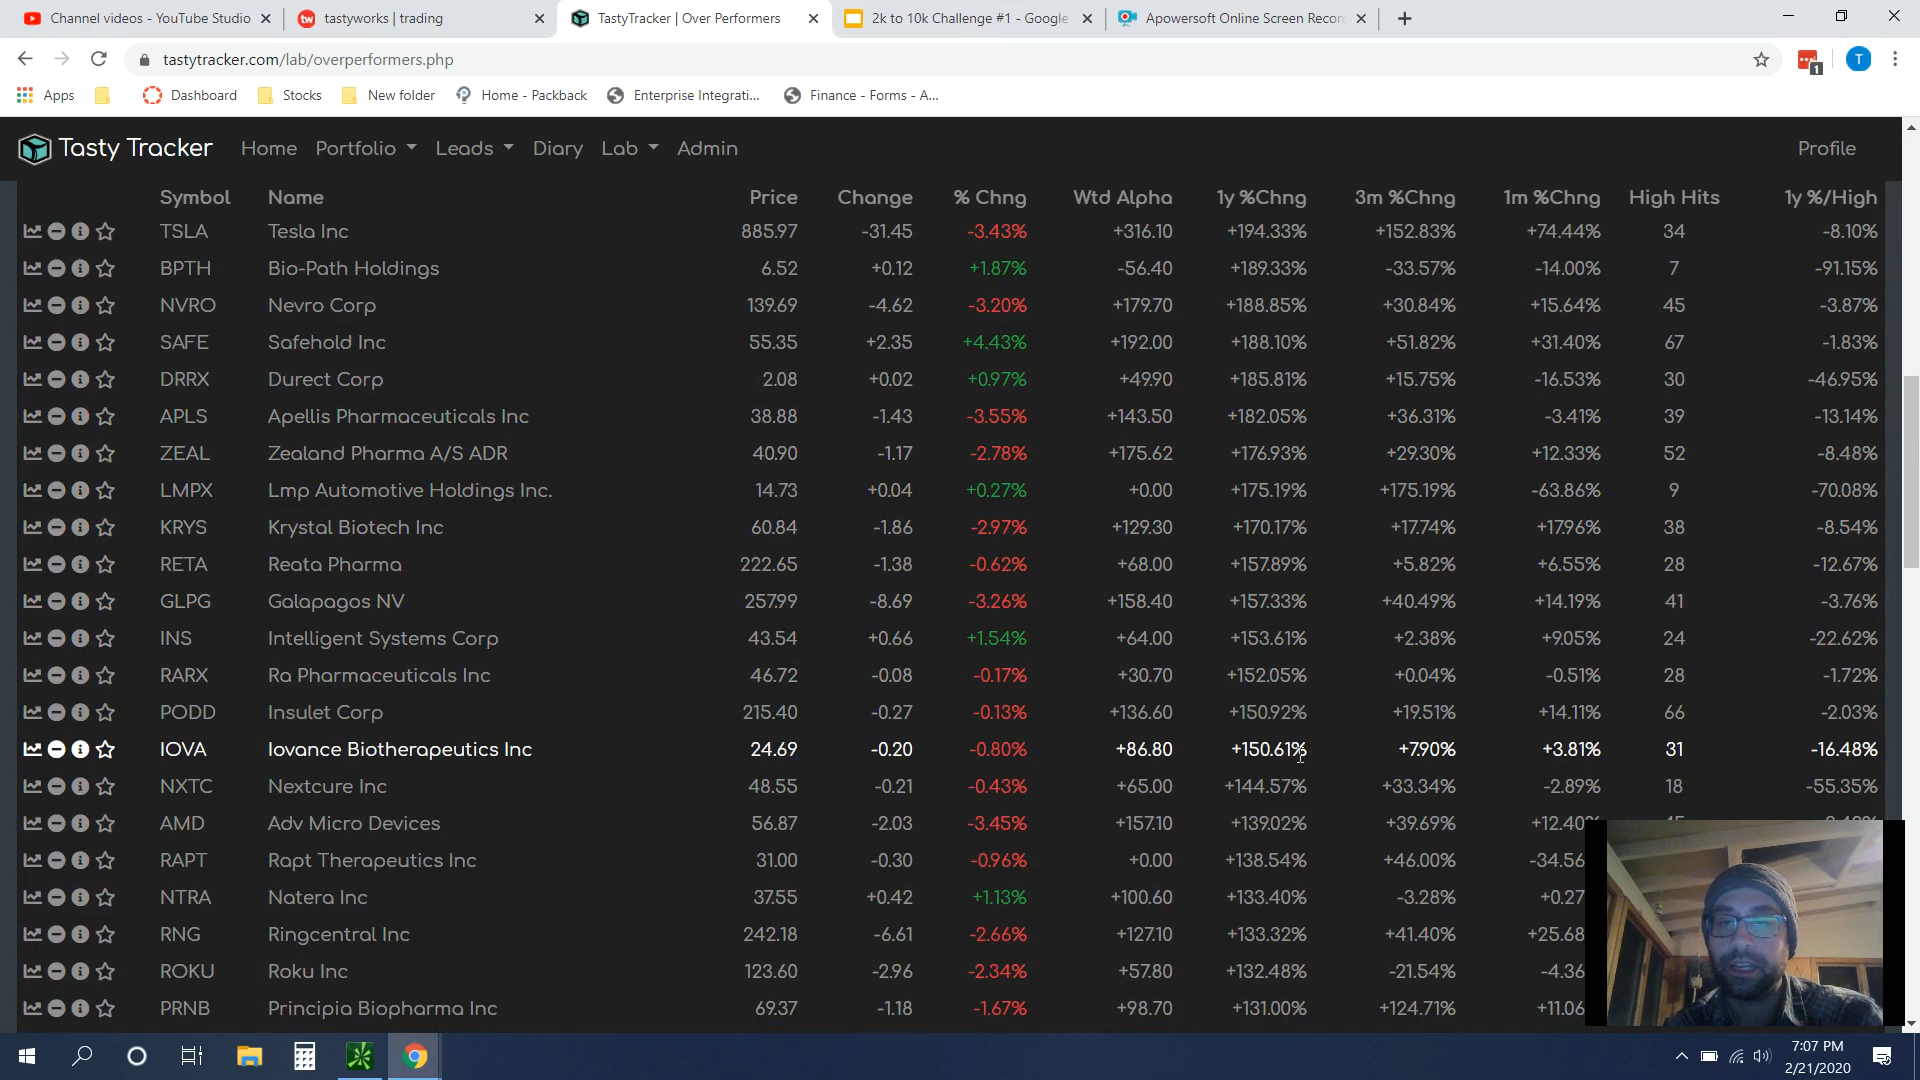 Channel videos - YouTube Studio
tastyworks | trading
TastyTracker | Over Performers
2k to 10k Challenge #1 - Google
Apowersoft Online Screen Recor
tastytracker.com/lab/overperformers.php
1
T
Apps
Dashboard
Stocks
New folder
Home - Packback
Enterprise Integrati...
Finance - Forms - A...
Tasty Tracker Home Portfolio Leads Diary Lab Admin Profile
Symbol Name Price Change % Chng Wtd Alpha 1y %Chng 3m %Chng 1m %Chng High Hits 1y %/High
TSLA Tesla Inc 885.97 -31.45 -3.43% +316.10 +194.33% +152.83% +74.44% 34 -8.10%
BPTH Bio-Path Holdings 6.52 +0.12 +1.87% -56.40 +189.33% -33.57% -14.00% 7 -91.15%
NVRO Nevro Corp 139.69 -4.62 -3.20% +179.70 +188.85% +30.84% +15.64% 45 -3.87%
SAFE Safehold Inc 55.35 +2.35 +4.43% +192.00 +188.10% +51.82% +31.40% 67 -1.83%
DRRX Durect Corp 2.08 +0.02 +0.97% +49.90 +185.81% +15.75% -16.53% 30 -46.95%
APLS Apellis Pharmaceuticals Inc 38.88 -1.43 -3.55% +143.50 +182.05% +36.31% -3.41% 39 -13.14%
ZEAL Zealand Pharma A/S ADR 40.90 -1.17 -2.78% +175.62 +176.93% +29.30% +12.33% 52 -8.48%
LMPX Lmp Automotive Holdings Inc. 14.73 +0.04 +0.27% +0.00 +175.19% +175.19% -63.86% 9 -70.08%
KRYS Krystal Biotech Inc 60.84 -1.86 -2.97% +129.30 +170.17% +17.74% +17.96% 38 -8.54%
RETA Reata Pharma 222.65 -1.38 -0.62% +68.00 +157.89% +5.82% +6.55% 28 -12.67%
GLPG Galapagos NV 257.99 -8.69 -3.26% +158.40 +157.33% +40.49% +14.19% 41 -3.76%
INS Intelligent Systems Corp 43.54 +0.66 +1.54% +64.00 +153.61% +2.38% +9.05% 24 -22.62%
RARX Ra Pharmaceuticals Inc 46.72 -0.08 -0.17% +30.70 +152.05% +0.04% -0.51% 28 -1.72%
PODD Insulet Corp 215.40 -0.27 -0.13% +136.60 +150.92% +19.51% +14.11% 66 -2.03%
IOVA Iovance Biotherapeutics Inc 24.69 -0.20 -0.80% +86.80 +150.61% +7.90% +3.81% 31 -16.48%
NXTC Nextcure Inc 48.55 -0.21 -0.43% +65.00 +144.57% +33.34% -2.89% 18 -55.35%
AMD Adv Micro Devices 56.87 -2.03 -3.45% +157.10 +139.02% +39.69% +12.40%
RAPT Rapt Therapeutics Inc 31.00 -0.30 -0.96% +0.00 +138.54% +46.00% -34.56
NTRA Natera Inc 37.55 +0.42 +1.13% +100.60 +133.40% -3.28% +0.27
RNG Ringcentral Inc 242.18 -6.61 -2.66% +127.10 +133.32% +41.40% +25.68
ROKU Roku Inc 123.60 -2.96 -2.34% +57.80 +132.48% -21.54% -4.36
PRNB Principia Biopharma Inc 69.37 -1.18 -1.67% +98.70 +131.00% +124.71% +11.06
7:07 PM
2/21/2020